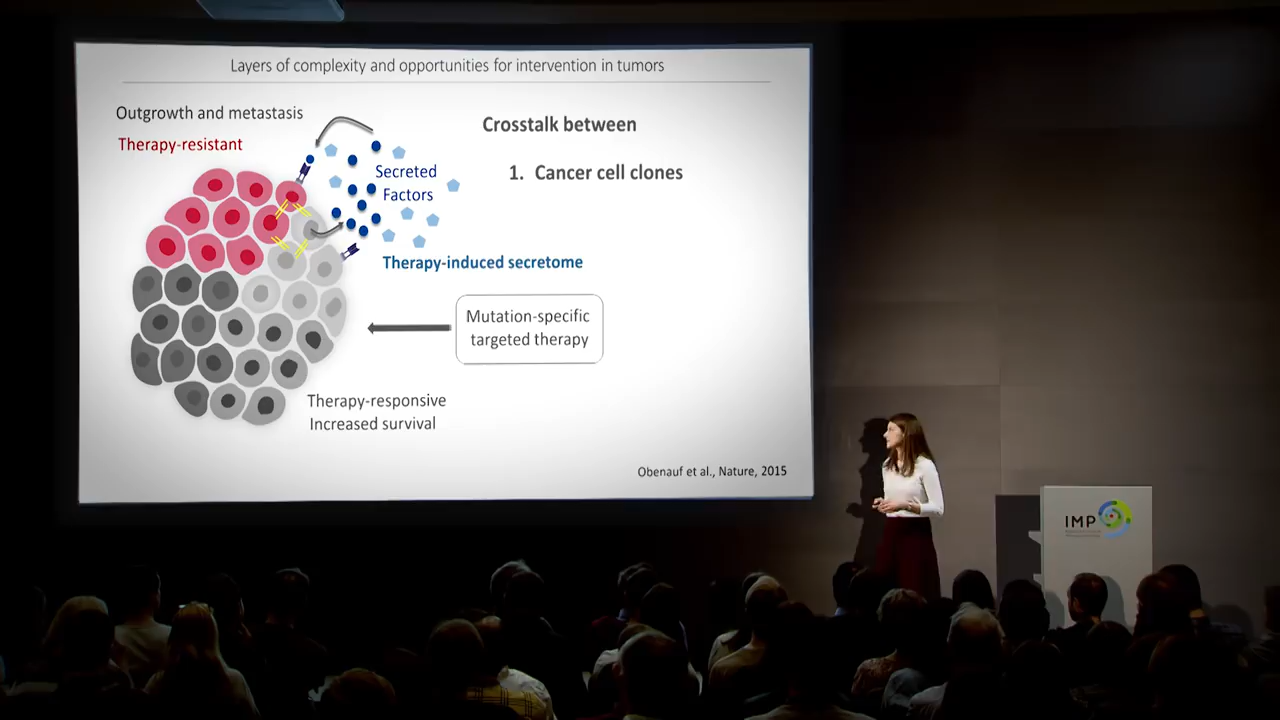 Layers of complexity and opportunities for intervention in tumors
Outgrowth and metastasis
Therapy-resistant
Secreted
Factors
Therapy-induced secretome
Crosstalk between
1. Cancer cell clones
Mutation-specific
targeted therapy
Therapy-responsive
Increased survival
Obenauf et al., Nature, 2015
IMP